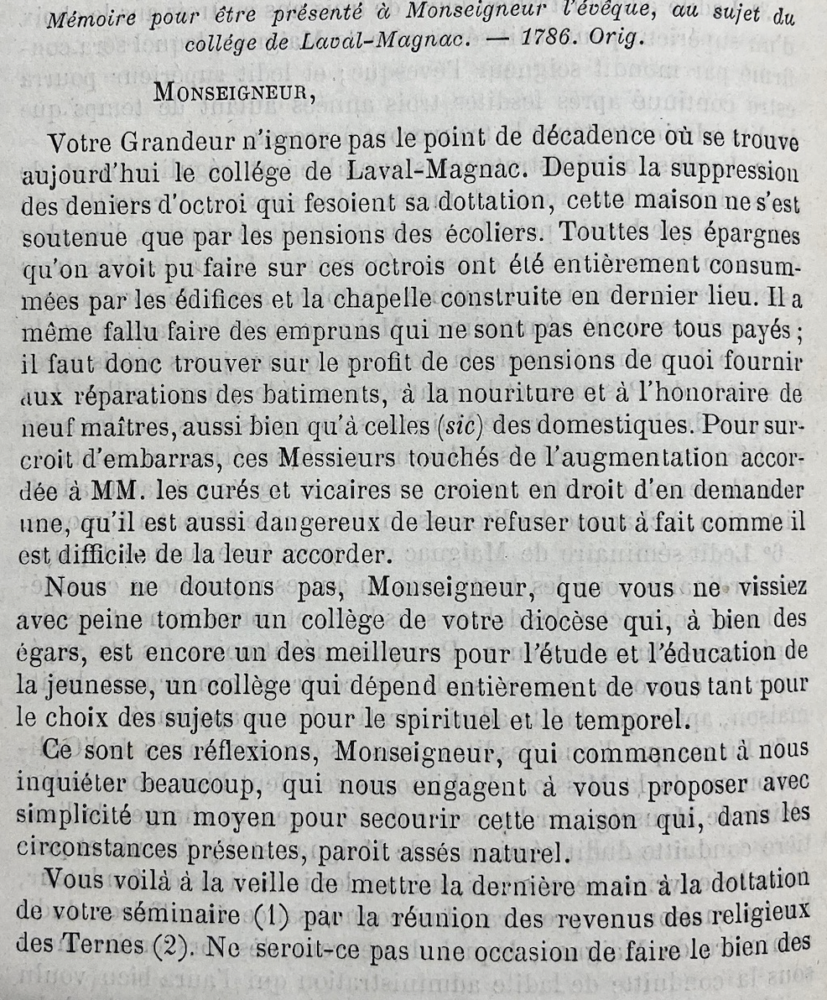 Mémoire pour être présenté à Monseigneur l'évêque, au sujet du
collége de Laval-Magnac. — 1786. Orig.
MONSEIGNEUR,
Votre Grandeur n'ignore pas le point de décadence où se trouve
aujourd'hui le collége de Laval-Magnac. Depuis la suppression
des deniers d'octroi qui fesoient sa dottation, cette maison ne s'est
soutenue que par les pensions des écoliers. Touttes les épargnes
qu'on avoit pu faire sur ces octrois ont été entièrement consum-
mées par les édifices et la chapelle construite en dernier lieu. Il a
même fallu faire des empruns qui ne sont pas encore tous payés ;
il faut donc trouver sur le profit de ces pensions de quoi fournir
aux réparations des batiments, à la nouriture et à l'honoraire de
neuf maîtres, aussi bien qu'à celles (sic) des domestiques. Pour sur-
croit d'embarras, ces Messieurs touchés de l'augmentation accor-
dée à MM. les curés et vicaires se croient en droit d'en demander
une, qu'il est aussi dangereux de leur refuser tout à fait comme il
est difficile de la leur accorder.
Nous ne doutons pas, Monseigneur, que vous ne vissiez
avec peine tomber un collège de votre diocèse qui, à bien des
égars, est encore un des meilleurs pour l'étude et l'éducation de
la jeunesse, un collège qui dépend entièrement de vous tant pour
le choix des sujets que pour le spirituel et le temporel.
Ce sont ces réflexions, Monseigneur, qui commencent à nous
inquiéter beaucoup, qui nous engagent à vous proposer avec
simplicité un moyen pour secourir cette maison qui, dans les
circonstances présentes, paroit assés naturel.
Vous voilà à la veille de mettre la dernière main à la dottation
de votre séminaire (1) par la réunion des revenus des religieux
des Ternes (2). Ne seroit-ce pas une occasion de faire le bien des